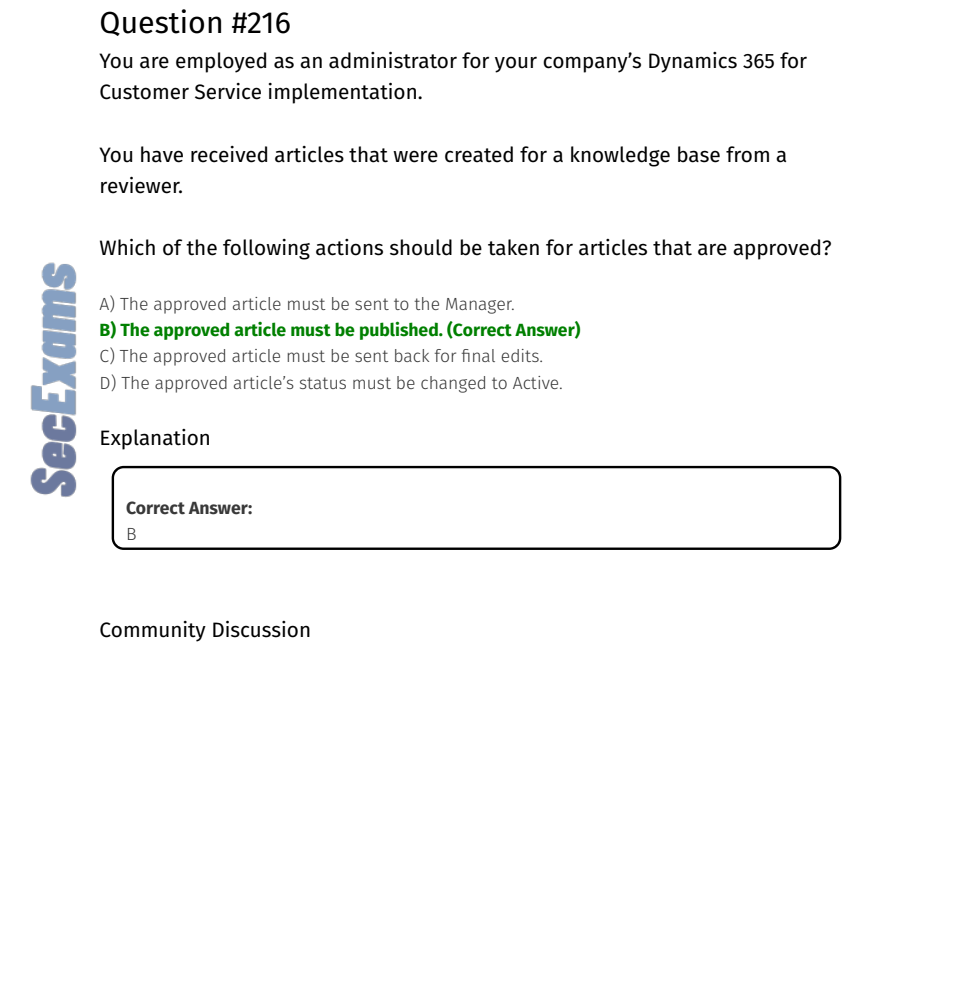 Question #216
You are employed as an administrator for your company’s Dynamics 365 for
Customer Service implementation.
You have received articles that were created for a knowledge base from a
reviewer.
Which of the following actions should be taken for articles that are approved?
A) The approved article must be sent to the Manager.
B) The approved article must be published. (Correct Answer)
C) The approved article must be sent back for final edits.
D) The approved article’s status must be changed to Active.
SecExams
Explanation
Correct Answer:
B
Community Discussion